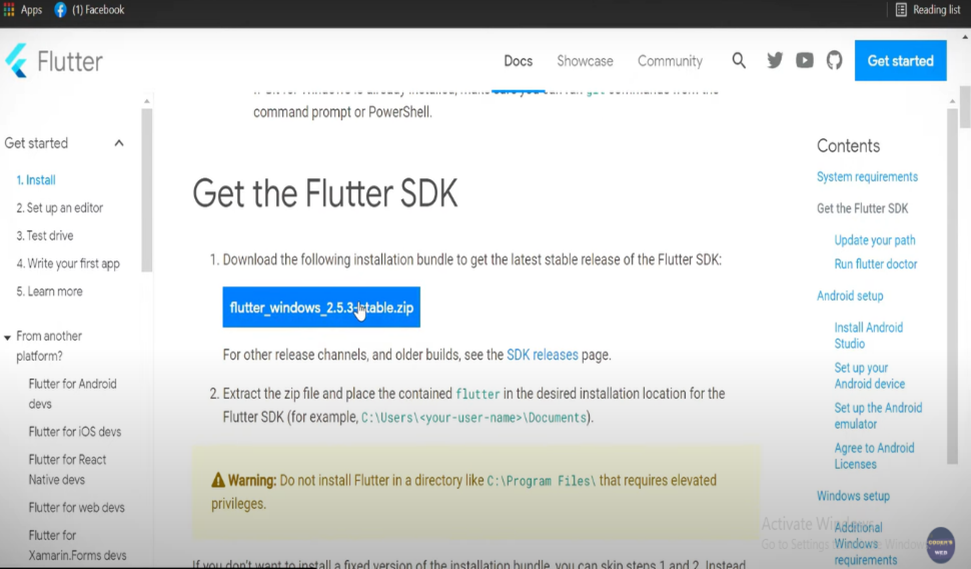 Apps
(1) Facebook
Reading list
Flutter
Docs
Showcase
Community
Get started
command prompt or PowerShell.
Get started
1. Install
2. Set up an editor
3. Test drive
4. Write your first app
5. Learn more
From another
platform?
Flutter for Android
devs
Flutter for iOS devs
Flutter for React
Native devs
Flutter for web devs
Flutter for
Xamarin.Forms devs
Get the Flutter SDK
1. Download the following installation bundle to get the latest stable release of the Flutter SDK:
flutter_windows_2.5.3-stable.zip
For other release channels, and older builds, see the SDK releases page.
2. Extract the zip file and place the contained flutter in the desired installation location for the
Flutter SDK (for example, C:\Users\<your-user-name>\Documents).
Warning: Do not install Flutter in a directory like C:\Program Files\ that requires elevated
privileges.
If you don't want to install a fixed version of the installation bundle, you can skip steps 1 and 2. Instead
Contents
System requirements
Get the Flutter SDK
Update your path
Run flutter doctor
Android setup
Install Android
Studio
Set up your
Android device
Set up the Android
emulator
Agree to Android
Licenses
Windows setup
Additional
Windows
requirements
Activate Windows
Go to Settings
CODER'S
WEB